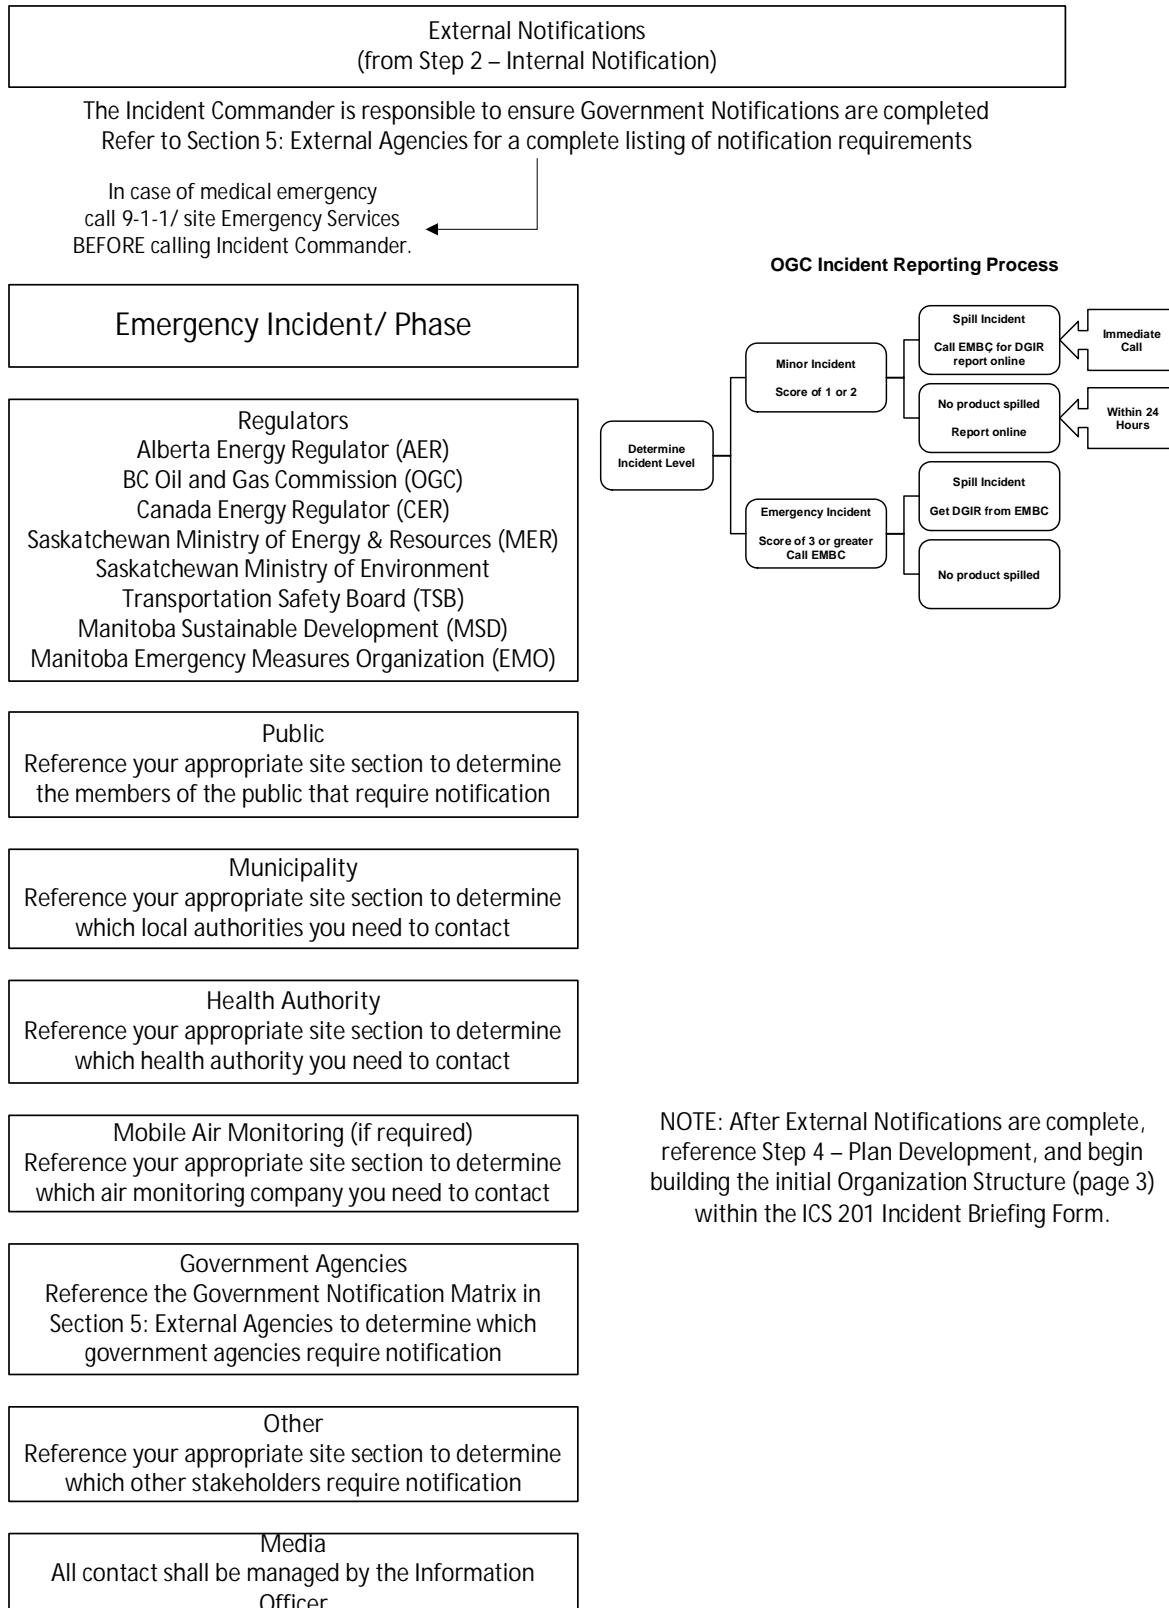 External Notifications
(from Step 2 – Internal Notification)
The Incident Commander is responsible to ensure Government Notifications are completed
Refer to Section 5: External Agencies for a complete listing of notification requirements
In case of medical emergency
call 9-1-1/ site Emergency Services
BEFORE calling Incident Commander.
Emergency Incident/ Phase
Regulators
Alberta Energy Regulator (AER)
BC Oil and Gas Commission (OGC)
Canada Energy Regulator (CER)
Saskatchewan Ministry of Energy & Resources (MER)
Saskatchewan Ministry of Environment
Transportation Safety Board (TSB)
Manitoba Sustainable Development (MSD)
Manitoba Emergency Measures Organization (EMO)
Public
Reference your appropriate site section to determine
the members of the public that require notification
Municipality
Reference your appropriate site section to determine
which local authorities you need to contact
Health Authority
Reference your appropriate site section to determine
which health authority you need to contact
Mobile Air Monitoring (if required)
Reference your appropriate site section to determine
which air monitoring company you need to contact
Government Agencies
Reference the Government Notification Matrix in
Section 5: External Agencies to determine which
government agencies require notification
Other
Reference your appropriate site section to determine
which other stakeholders require notification
Media
All contact shall be managed by the Information
Officer
OGC Incident Reporting Process
Determine
Incident Level
Minor Incident
Score of 1 or 2
Spill Incident
Call EMBC for DGIR
report online
Immediate
Call
No product spilled
Report online
Within 24
Hours
Emergency Incident
Score of 3 or greater
Call EMBC
Spill Incident
Get DGIR from EMBC
No product spilled
NOTE: After External Notifications are complete,
reference Step 4 – Plan Development, and begin
building the initial Organization Structure (page 3)
within the ICS 201 Incident Briefing Form.